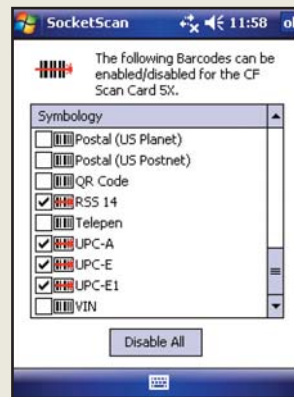 SocketScan 11:58 ok
The following Barcodes can be
enabled/disabled for the CF
Scan Card 5X.
Symbology
Postal (US Planet)
Postal (US Postnet)
QR Code
RSS 14
Telepen
UPC-A
UPC-E
UPC-E1
VIN
Disable All